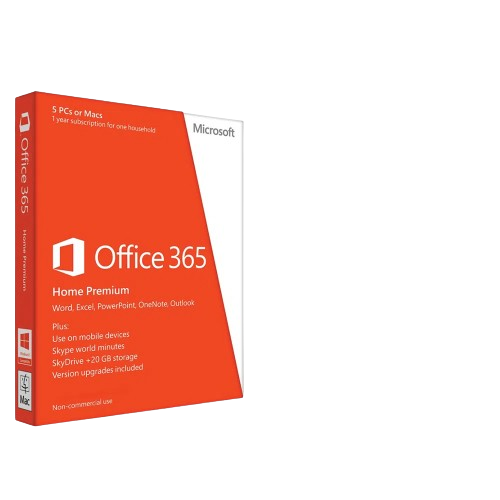 5 PCs or Macs
1 year subscription for one household
Microsoft
Office 365
Home Premium
Word, Excel, PowerPoint, OneNote, Outlook
Plus:
Use on mobile devices
Skype world minutes
SkyDrive +20 GB storage
Version upgrades included
Non-commercial use
Office 365
Home Premium
Mac